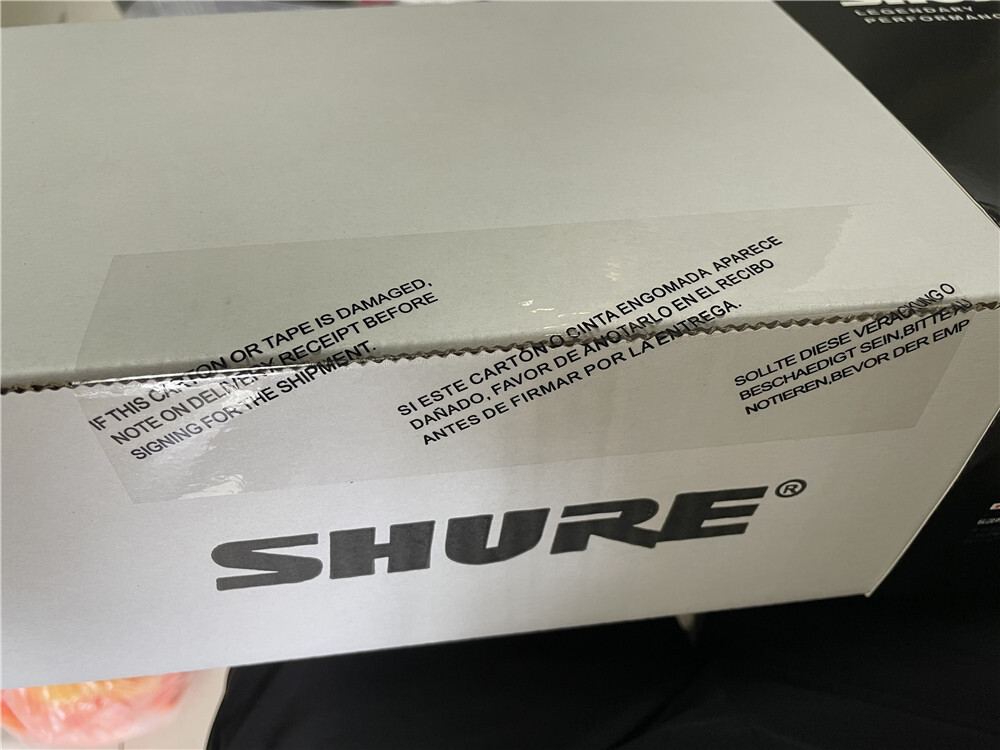 LEGENDARY
PERFORMANC
IF THIS CARTON OR TAPE IS DAMAGED,
NOTE ON DELIVERY RECEIPT BEFORE
SIGNING FOR THE SHIPMENT.
SI ESTE CARTÓN O CINTA ENGOMADA APARECE
DAÑADO, FAVOR DE ANOTARLO EN EL RECIBO
ANTES DE FIRMAR POR LA ENTREGA.
SOLLTE DIESE VERACKUNG O
BESCHAEDIGT SEIN,BITTE AU
NOTIEREN,BEVOR DER EMP
SHURE®